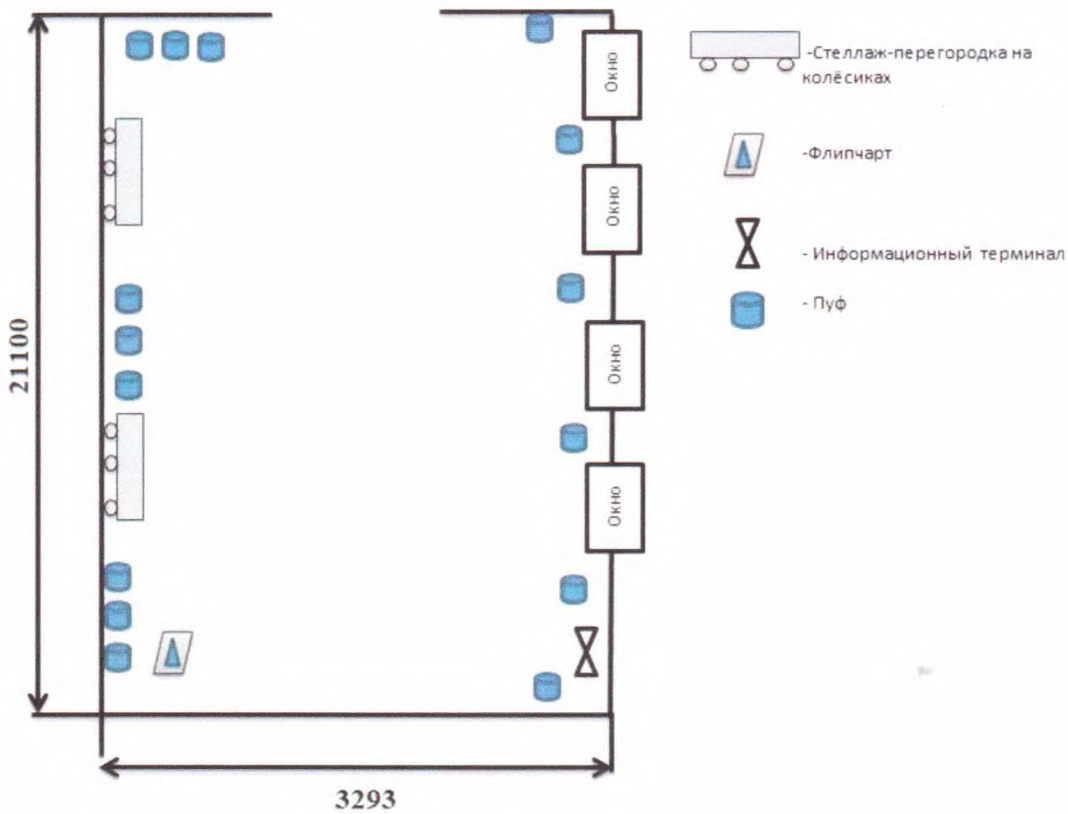 Окно
Окно
Окно
Окно
21100
3293
-Стеллаж-перегородка на
колёсиках
-Флипчарт
- Информационный терминал
- Пуф